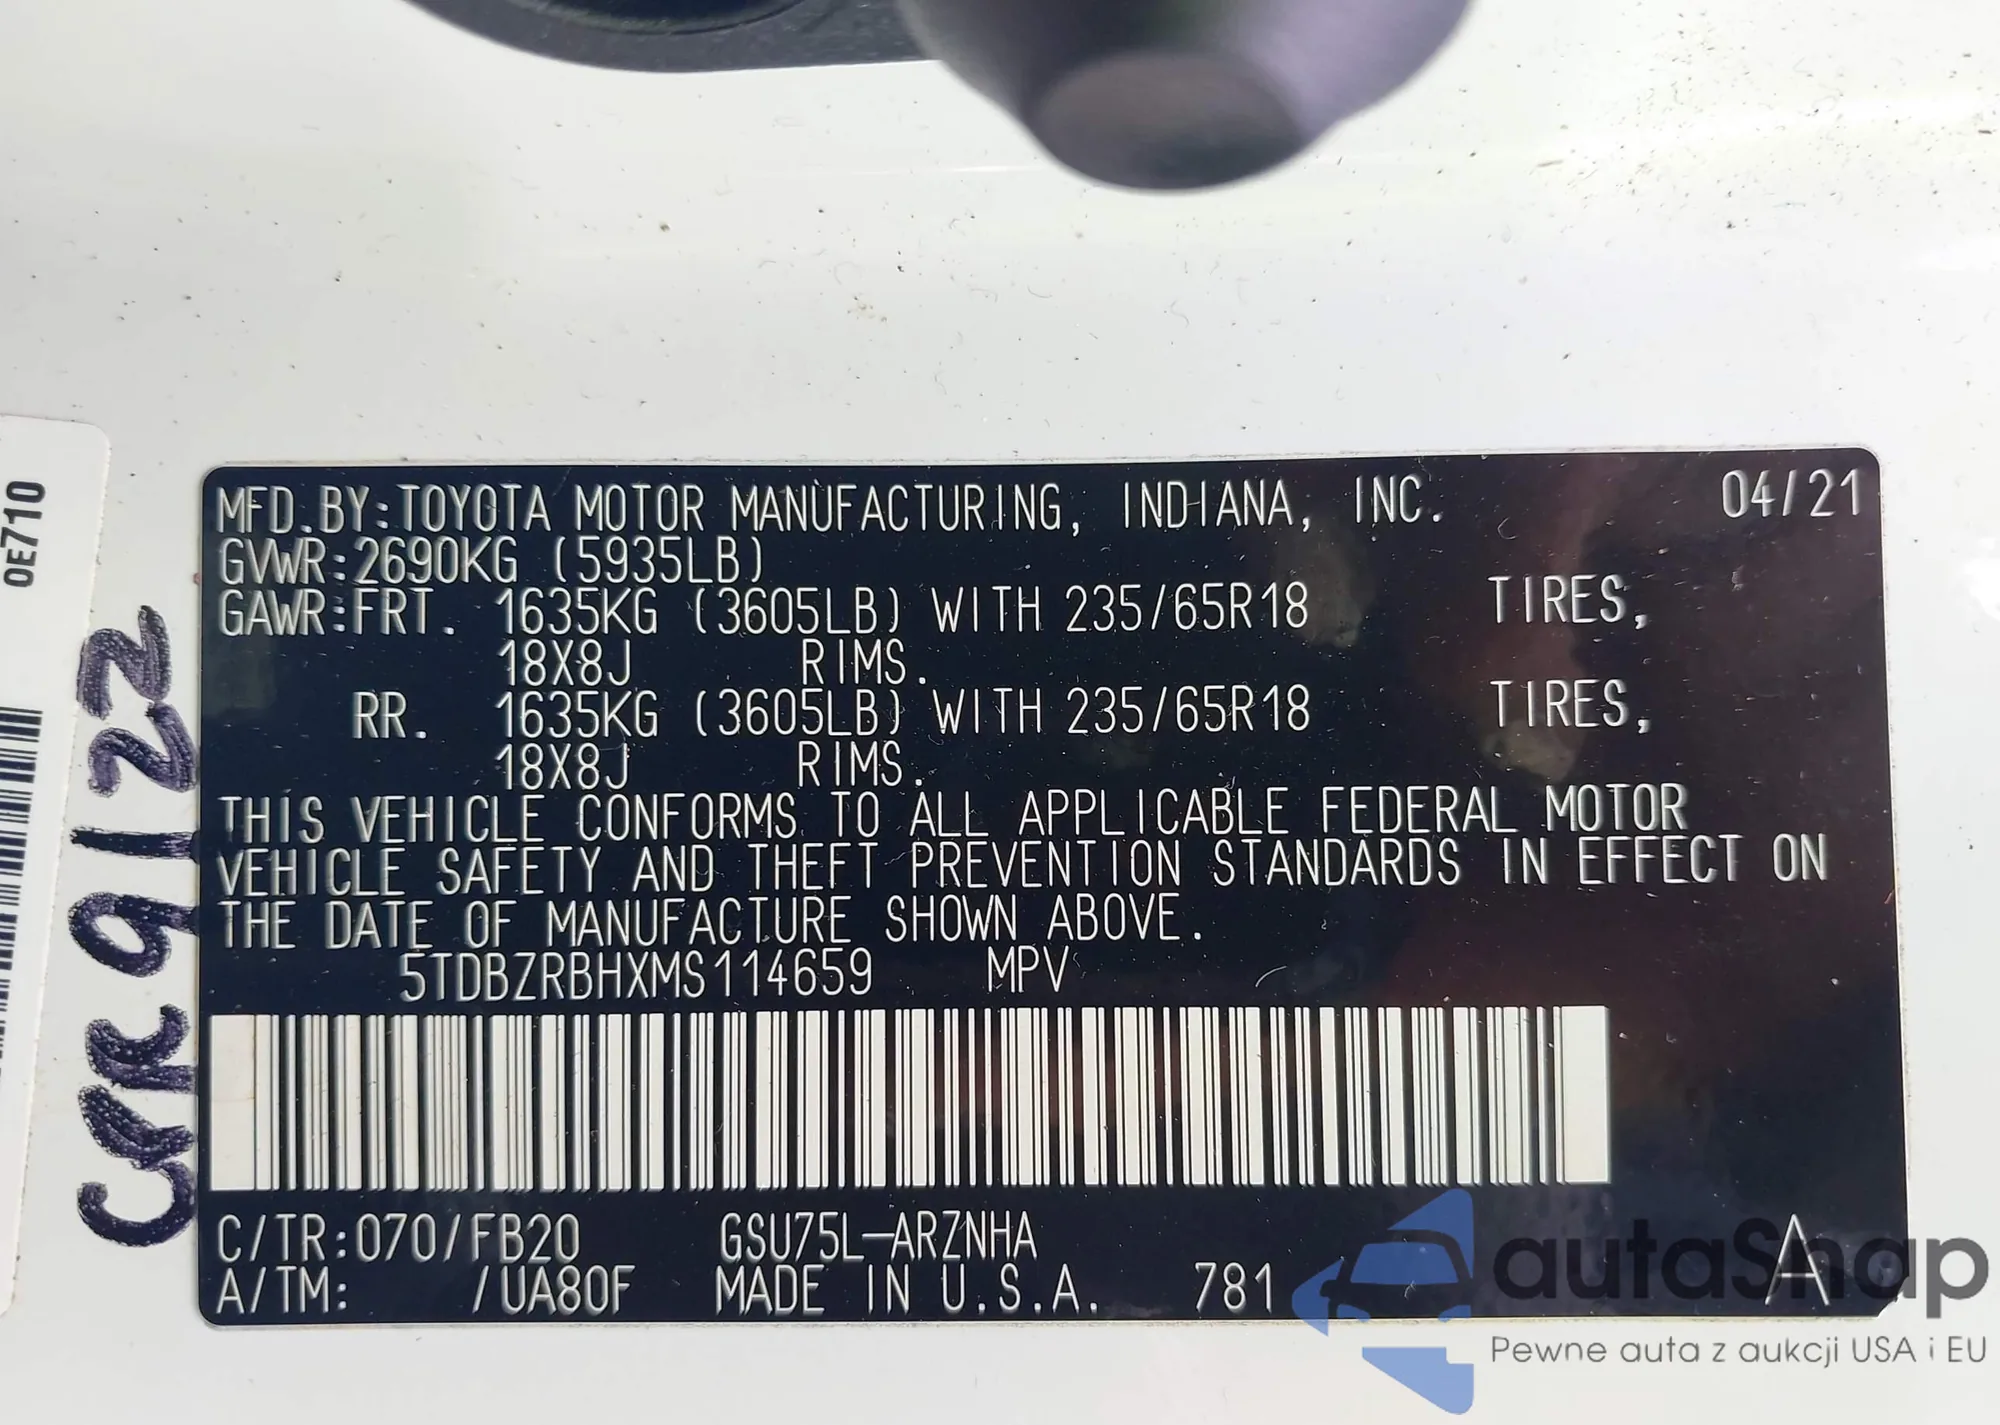 MFD.BY:TOYOTA MOTOR MANUFACTURING, INDIANA, INC. 04/21
GVWR:2690KG (5935LB)
GAWR:FRT. 1635KG (3605LB) WITH 235/65R18 TIRES,
18X8J RIMS.
RR. 1635KG (3605LB) WITH 235/65R18 TIRES,
18X8J RIMS.
THIS VEHICLE CONFORMS TO ALL APPLICABLE FEDERAL MOTOR
VEHICLE SAFETY AND THEFT PREVENTION STANDARDS IN EFFECT ON
THE DATE OF MANUFACTURE SHOWN ABOVE.
5TDBZRBHXMS114659 MPV
C/TR:070/FB20 GSU75L-ARZNHA
A/TM: /UA80F MADE IN U.S.A. 781 A
0E710
9122
autoSnap
Pewne auta z aukcji USA i EU